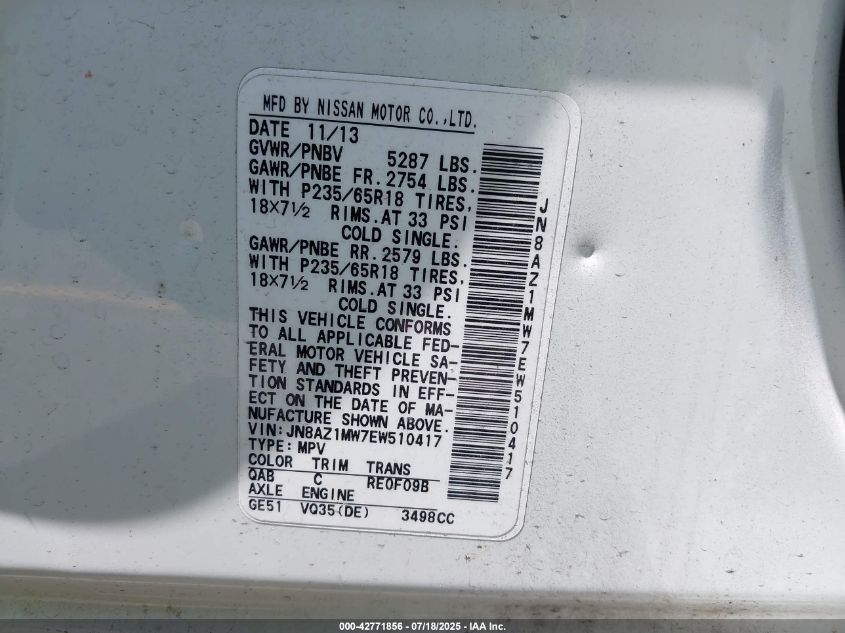 MFD BY NISSAN MOTOR CO.,LTD.
DATE 11/13
GVWR/PNBV 5287 LBS.
GAWR/PNBE FR. 2754 LBS.
WITH P235/65R18 TIRES,
18×7½ RIMS.AT 33 PSI
COLD SINGLE.
GAWR/PNBE RR. 2579 LBS.
WITH P235/65R18 TIRES,
18×7½ RIMS.AT 33 PSI
COLD SINGLE.
THIS VEHICLE CONFORMS
TO ALL APPLICABLE FED-
ERAL MOTOR VEHICLE SA-
FETY AND THEFT PREVEN-
TION STANDARDS IN EFF-
ECT ON THE DATE OF MA-
NUFACTURE SHOWN ABOVE.
VIN:JN8AZ1MW7EW510417
TYPE:MPV
COLOR TRIM TRANS
QAB C RE0F09B
AXLE ENGINE
GE51 VQ35(DE) 3498CC
JN8AZ1MW7EW510417
000-42771856 - 07/18/2025 - IAA Inc.